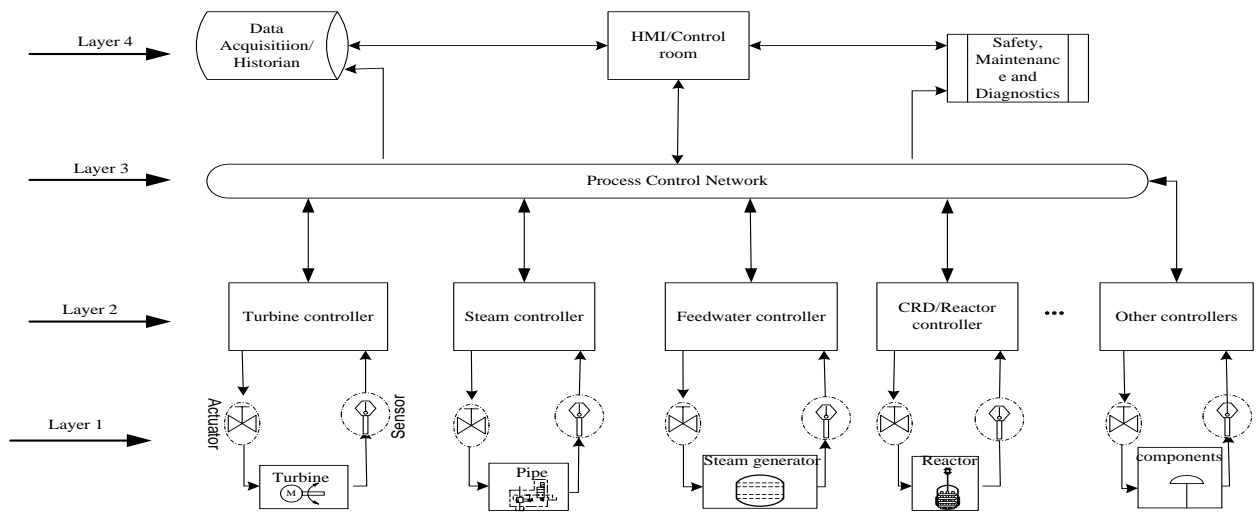 Layer 4
Data
Acquisitiion/
Historian
HMI/Control
room
Safety,
Maintenanc
e and
Diagnostics
Layer 3
Process Control Network
Layer 2
Turbine controller
Steam controller
Feedwater controller
CRD/Reactor
controller
...
Other controllers
Layer 1
Actuator
Sensor
Turbine
M
Pipe
Steam generator
Reactor
components